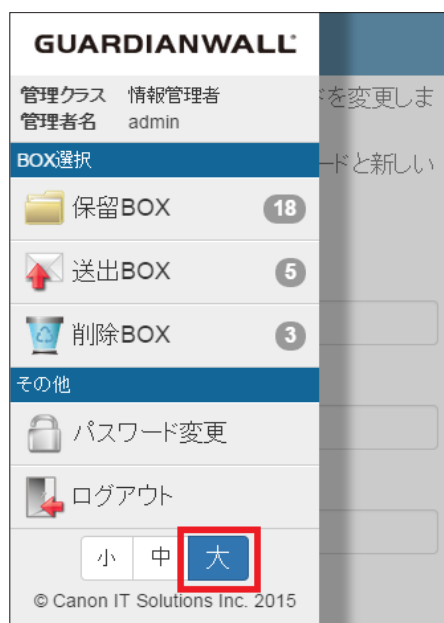 GUARDIANWALL
管理クラス 情報管理者
管理者名 admin
を変更しま
BOX選択
ードと新しい
保留BOX 18
送出BOX 5
削除BOX 3
その他
パスワード変更
ログアウト
小 中 大
© Canon IT Solutions Inc. 2015